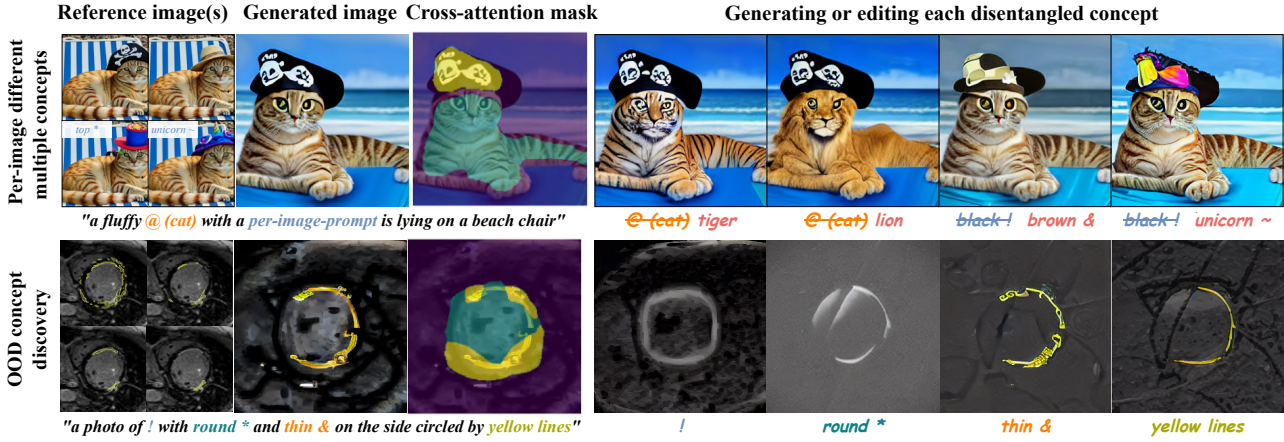 Reference image(s) Generated image Cross-attention mask Generating or editing each disentangled concept
Per-image different
multiple concepts
top * unicorn ~
"a fluffy @ (cat) with a per-image-prompt is lying on a beach chair"
@ (cat) tiger @ (cat) lion black ! brown & black ! unicorn ~
OOD concept
discovery
"a photo of ! with round * and thin & on the side circled by yellow lines"
! round * thin & yellow lines